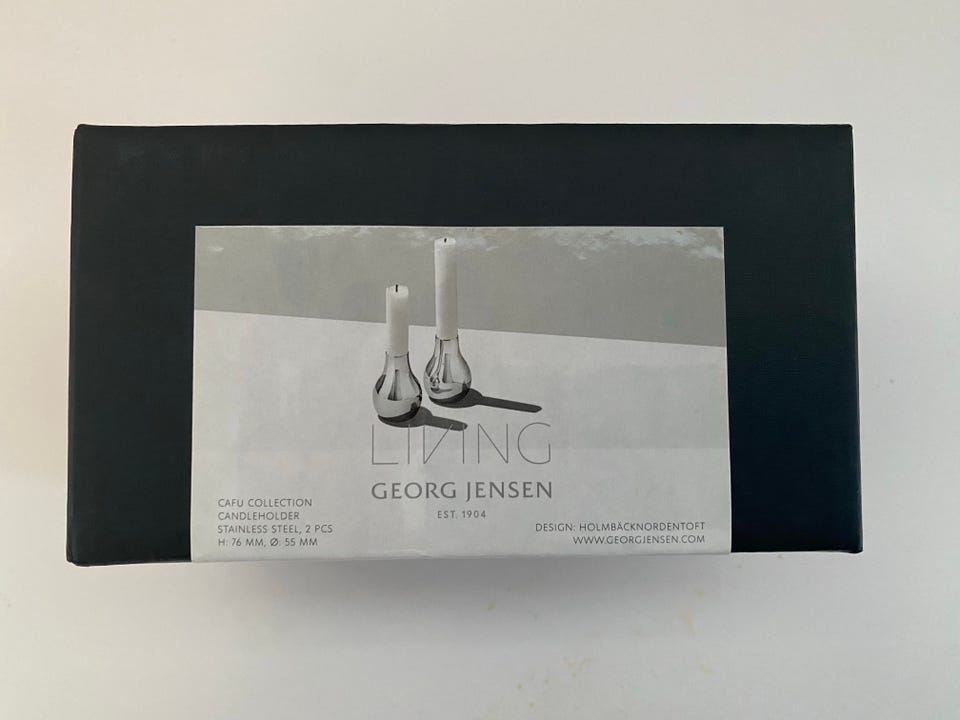 LIVING
GEORG JENSEN
EST. 1904
CAFU COLLECTION
CANDLEHOLDER
STAINLESS STEEL, 2 PCS
H: 76 MM, Ø: 55 MM
DESIGN: HOLMBÄCKNORDENTOFT
WWW.GEORGJENSEN.COM